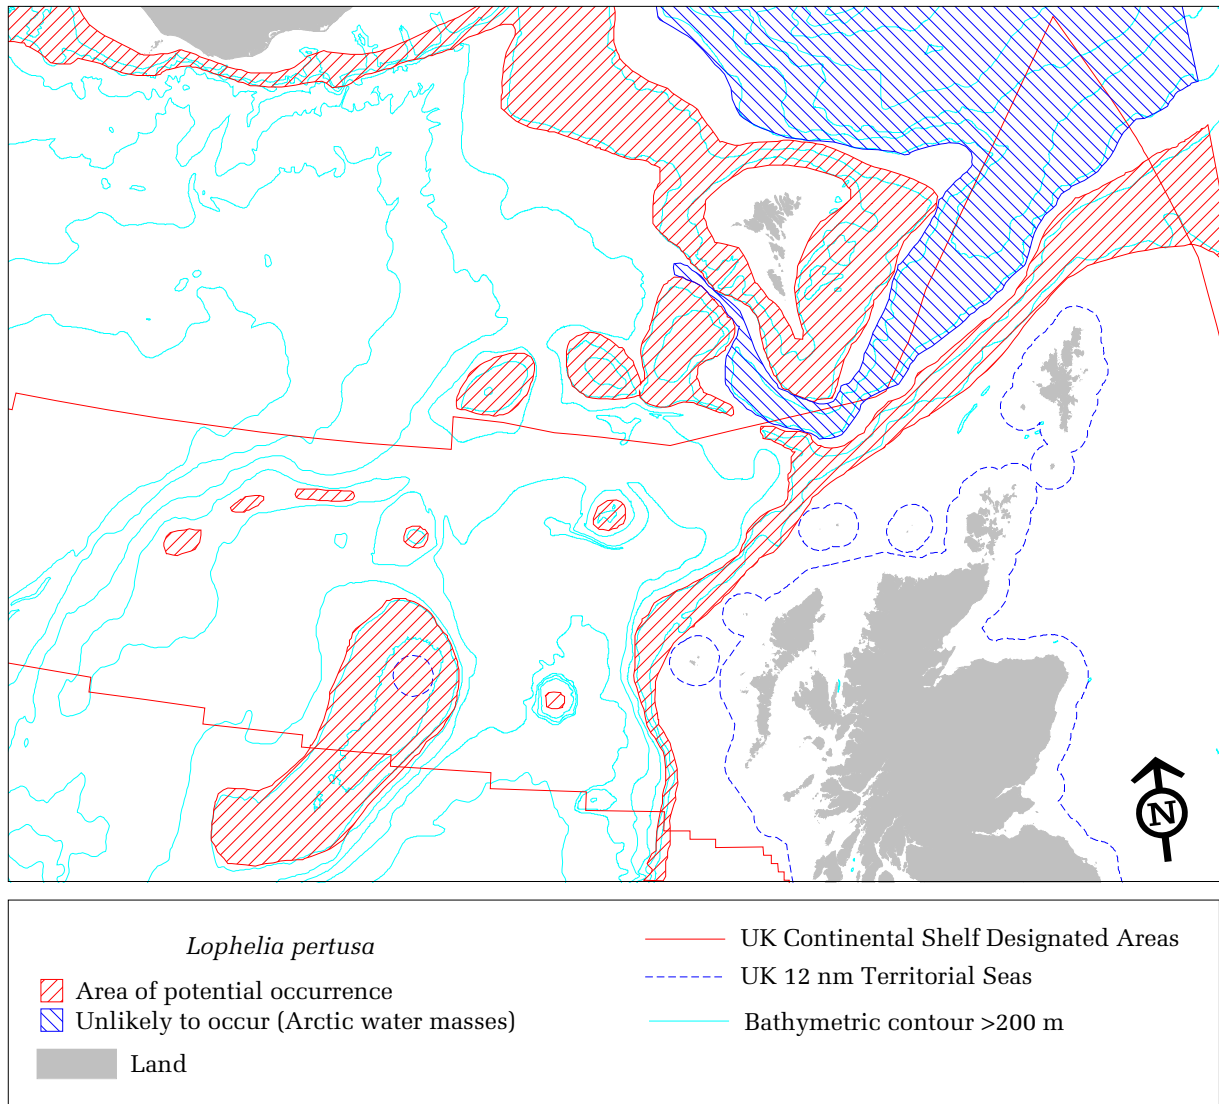 N
Lophelia pertusa
Area of potential occurrence
Unlikely to occur (Arctic water masses)
Land
UK Continental Shelf Designated Areas
UK 12 nm Territorial Seas
Bathymetric contour >200 m